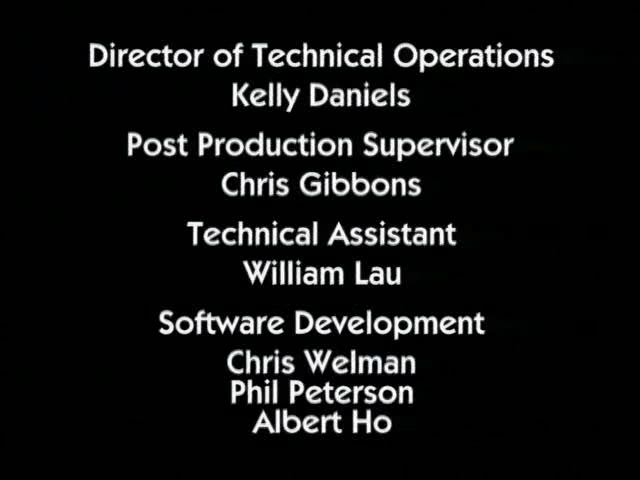 Director of Technical Operations
Kelly Daniels
Post Production Supervisor
Chris Gibbons
Technical Assistant
William Lau
Software Development
Chris Welman
Phil Peterson
Albert Ho